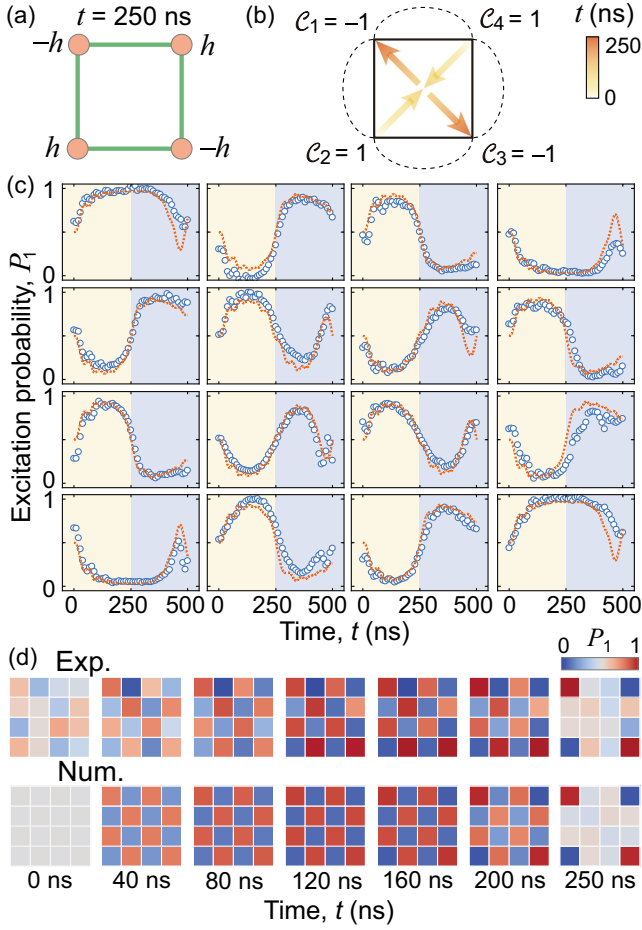 (a)
t = 250 ns
−h
h
h
−h
(b)
C₁ = −1
C₄ = 1
C₂ = 1
C₃ = −1
t (ns)
250
0
(c)
Excitation probability, P₁
1
0
1
0
1
0
1
0
0 250 500 0 250 500 0 250 500 0 250 500
Time, t (ns)
(d)
Exp.
0 P₁ 1
Num.
0 ns 40 ns 80 ns 120 ns 160 ns 200 ns 250 ns
Time, t (ns)